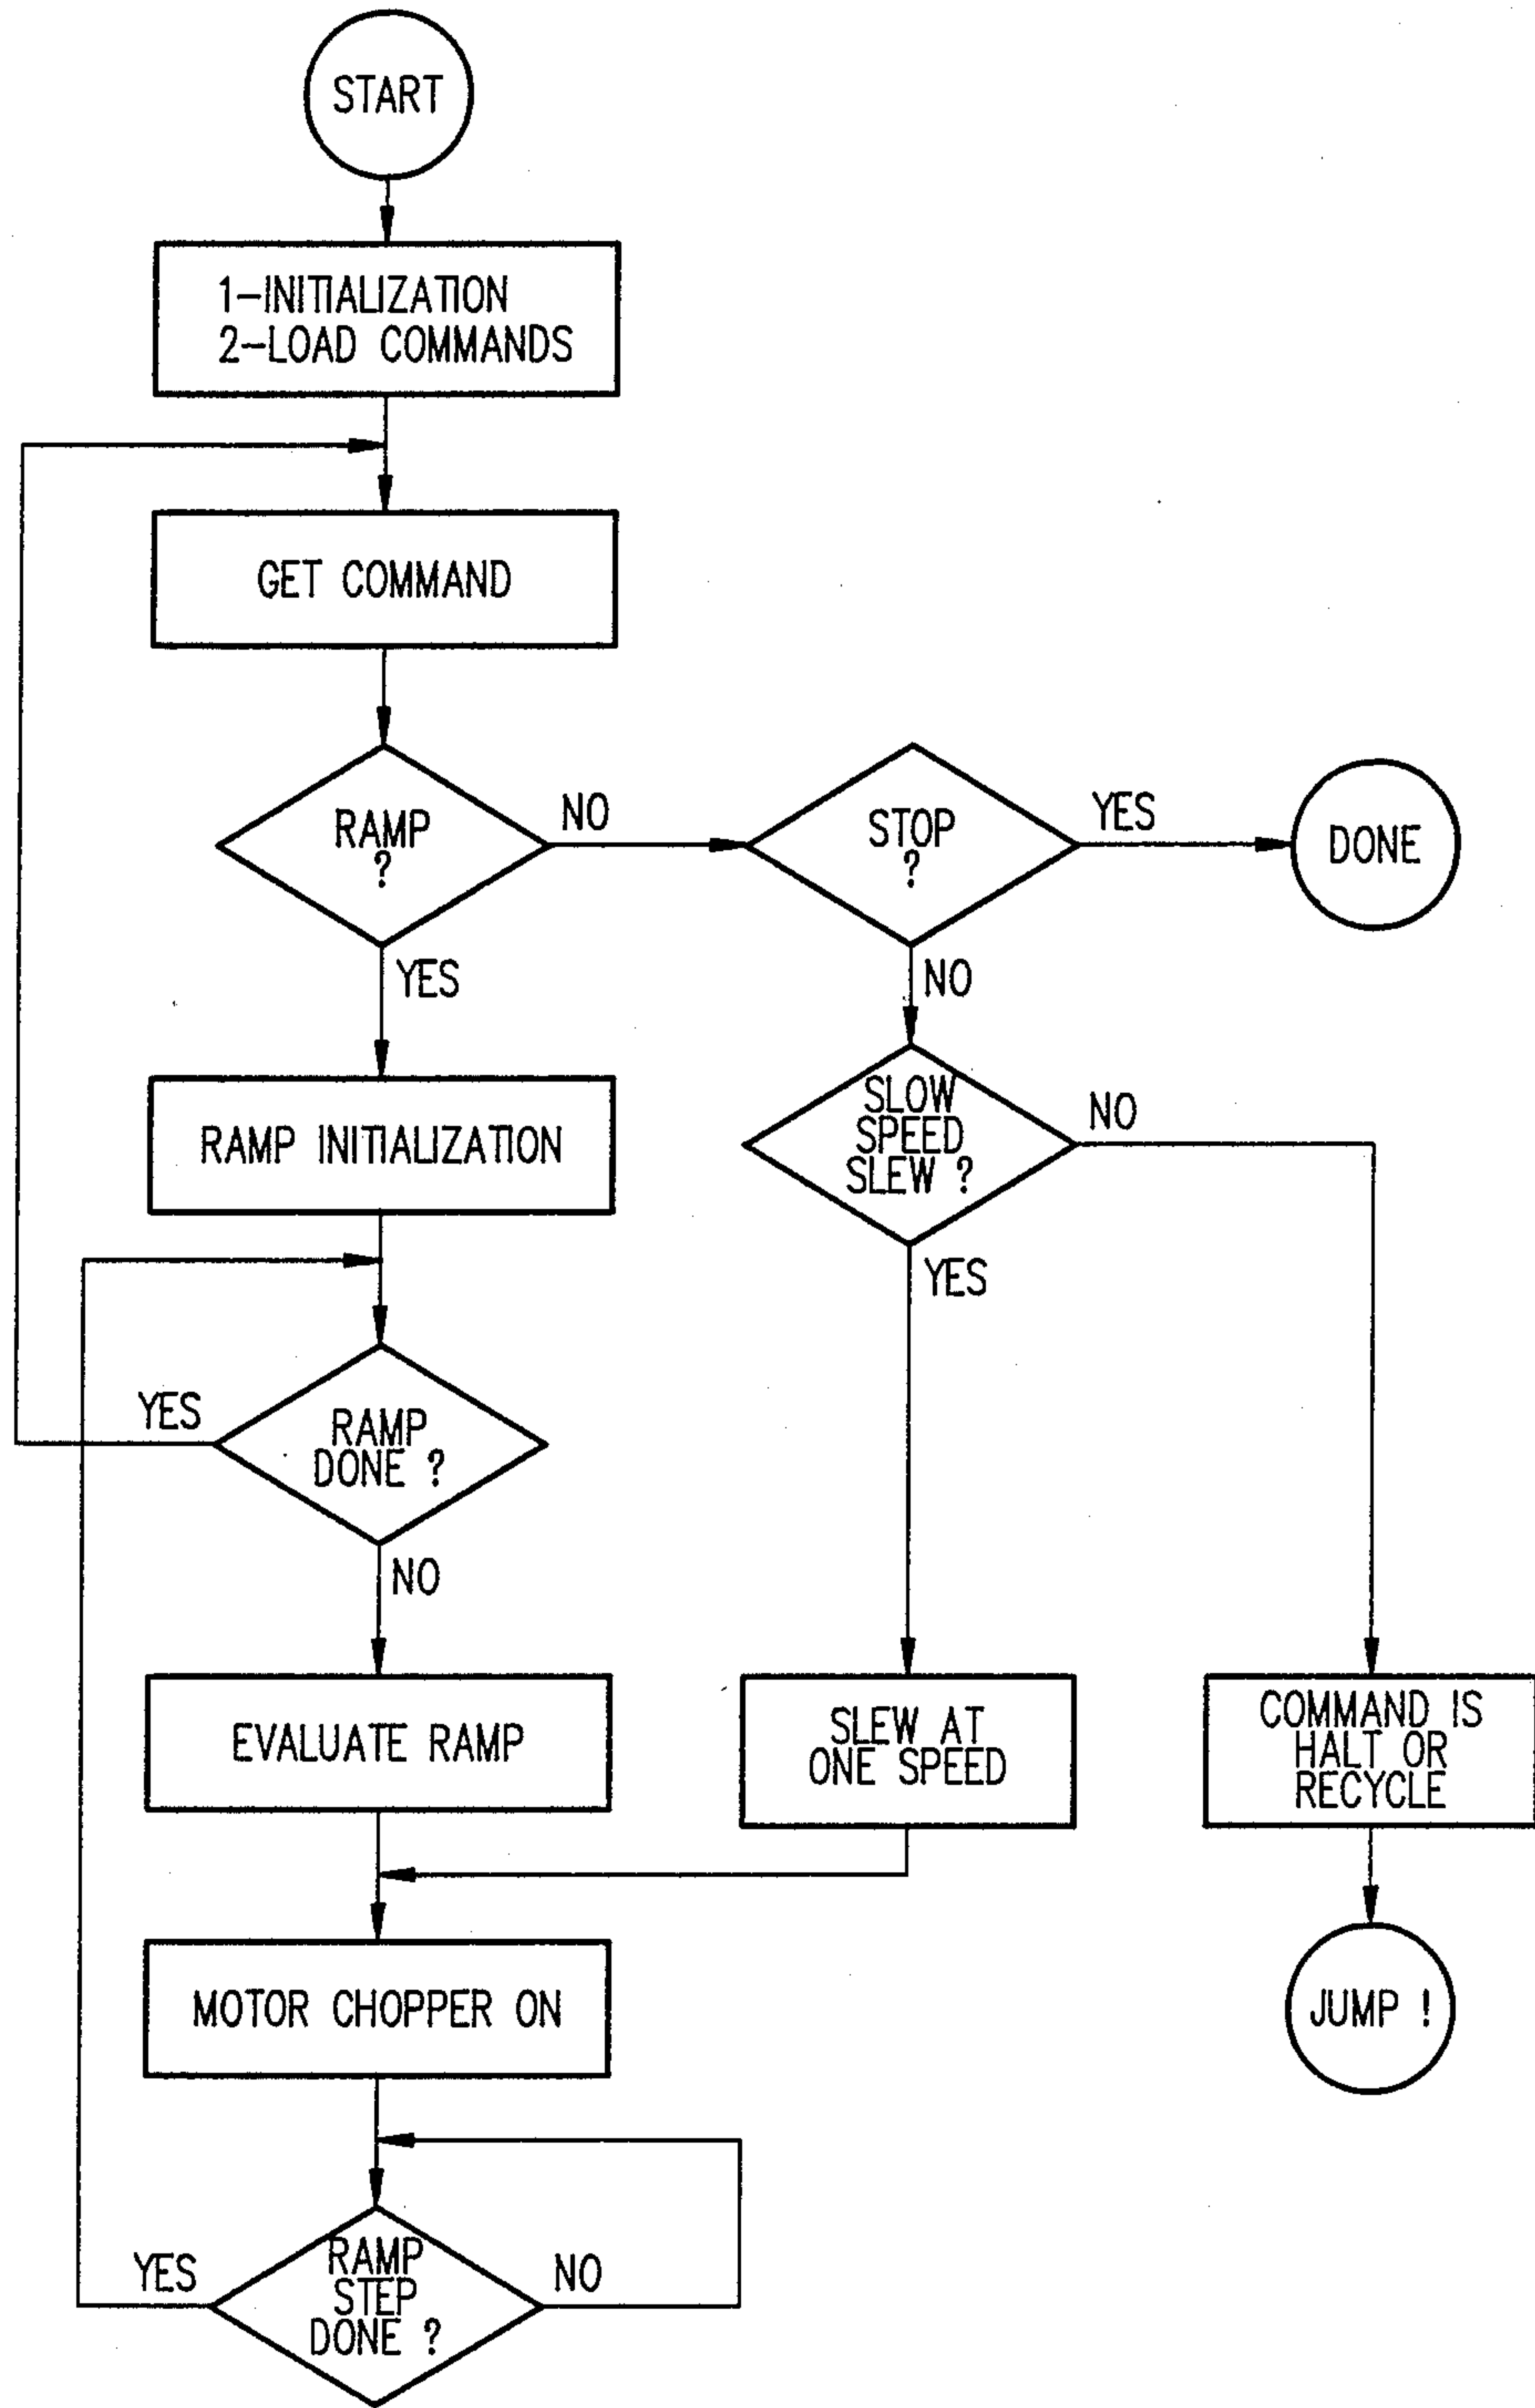 START
1-INITIALIZATION
2-LOAD COMMANDS
GET COMMAND
RAMP
?
NO
STOP
?
YES
DONE
YES
NO
RAMP INITIALIZATION
SLOW
SPEED
SLEW ?
NO
YES
YES
RAMP
DONE ?
NO
EVALUATE RAMP
SLEW AT
ONE SPEED
COMMAND IS
HALT OR
RECYCLE
MOTOR CHOPPER ON
JUMP !
YES
RAMP
STEP
DONE ?
NO